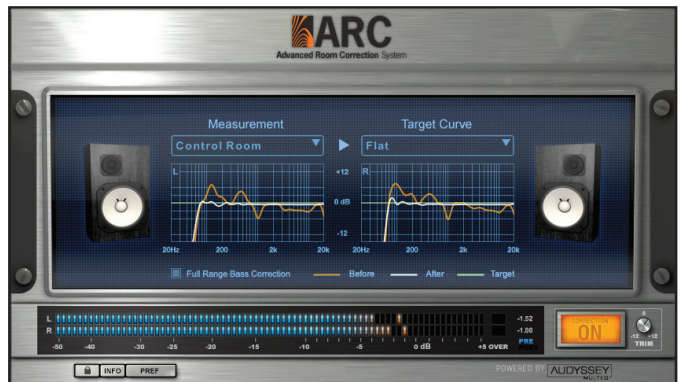 ARC
Advanced Room Correction System
Measurement Target Curve
Control Room Flat
L +12 R
0 dB
-12
20Hz 200 2k 20k 20Hz 200 2k 20k
Full Range Bass Correction Before After Target
L -1.52
R -1.00
-50 -40 -30 -25 -20 -15 -10 -5 0 dB +5 OVER PRE
CORRECTION
ON
0
-12 +12
TRIM
INFO PREF
POWERED BY AUDYSSEY
MULTEQ